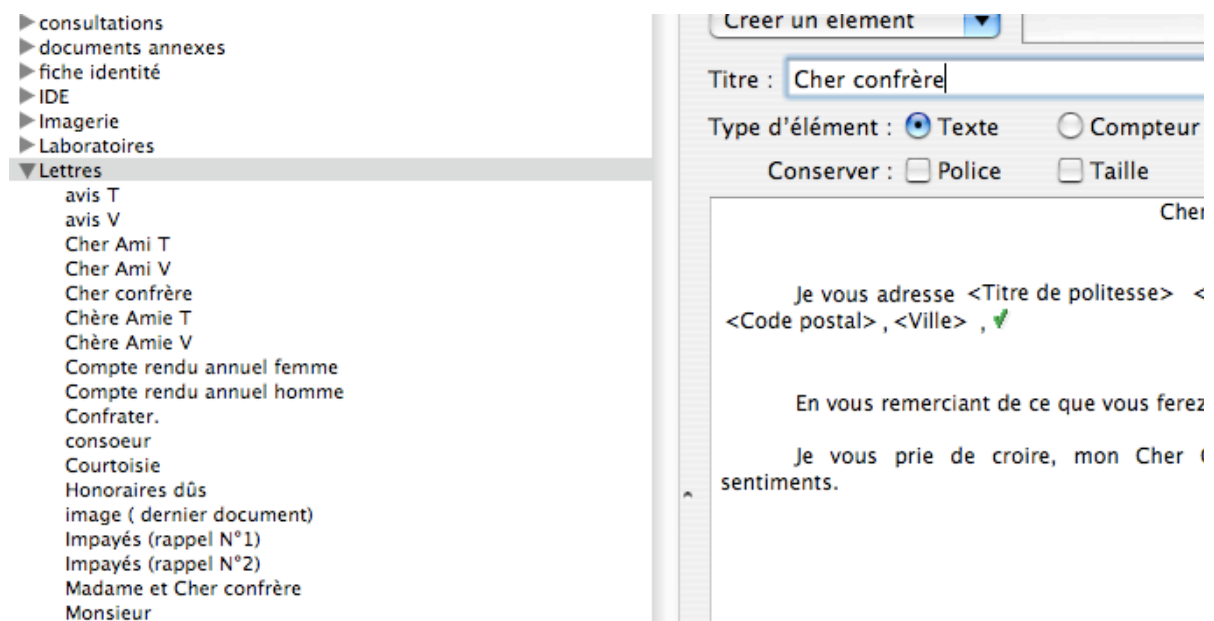 consultations
documents annexes
fiche identité
IDE
Imagerie
Laboratoires
Lettres
avis T
avis V
Cher Ami T
Cher Ami V
Cher confrère
Chère Amie T
Chère Amie V
Compte rendu annuel femme
Compte rendu annuel homme
Confrater.
consoeur
Courtoisie
Honoraires dûs
image ( dernier document)
Impayés (rappel N°1)
Impayés (rappel N°2)
Madame et Cher confrère
Monsieur
Créer un élément
Titre : Cher confrère
Type d'élément : Texte Compteur
Conserver : Police Taille
Cher
Je vous adresse <Titre de politesse> <
<Code postal> , <Ville> ,
En vous remerciant de ce que vous ferez
Je vous prie de croire, mon Cher
sentiments.